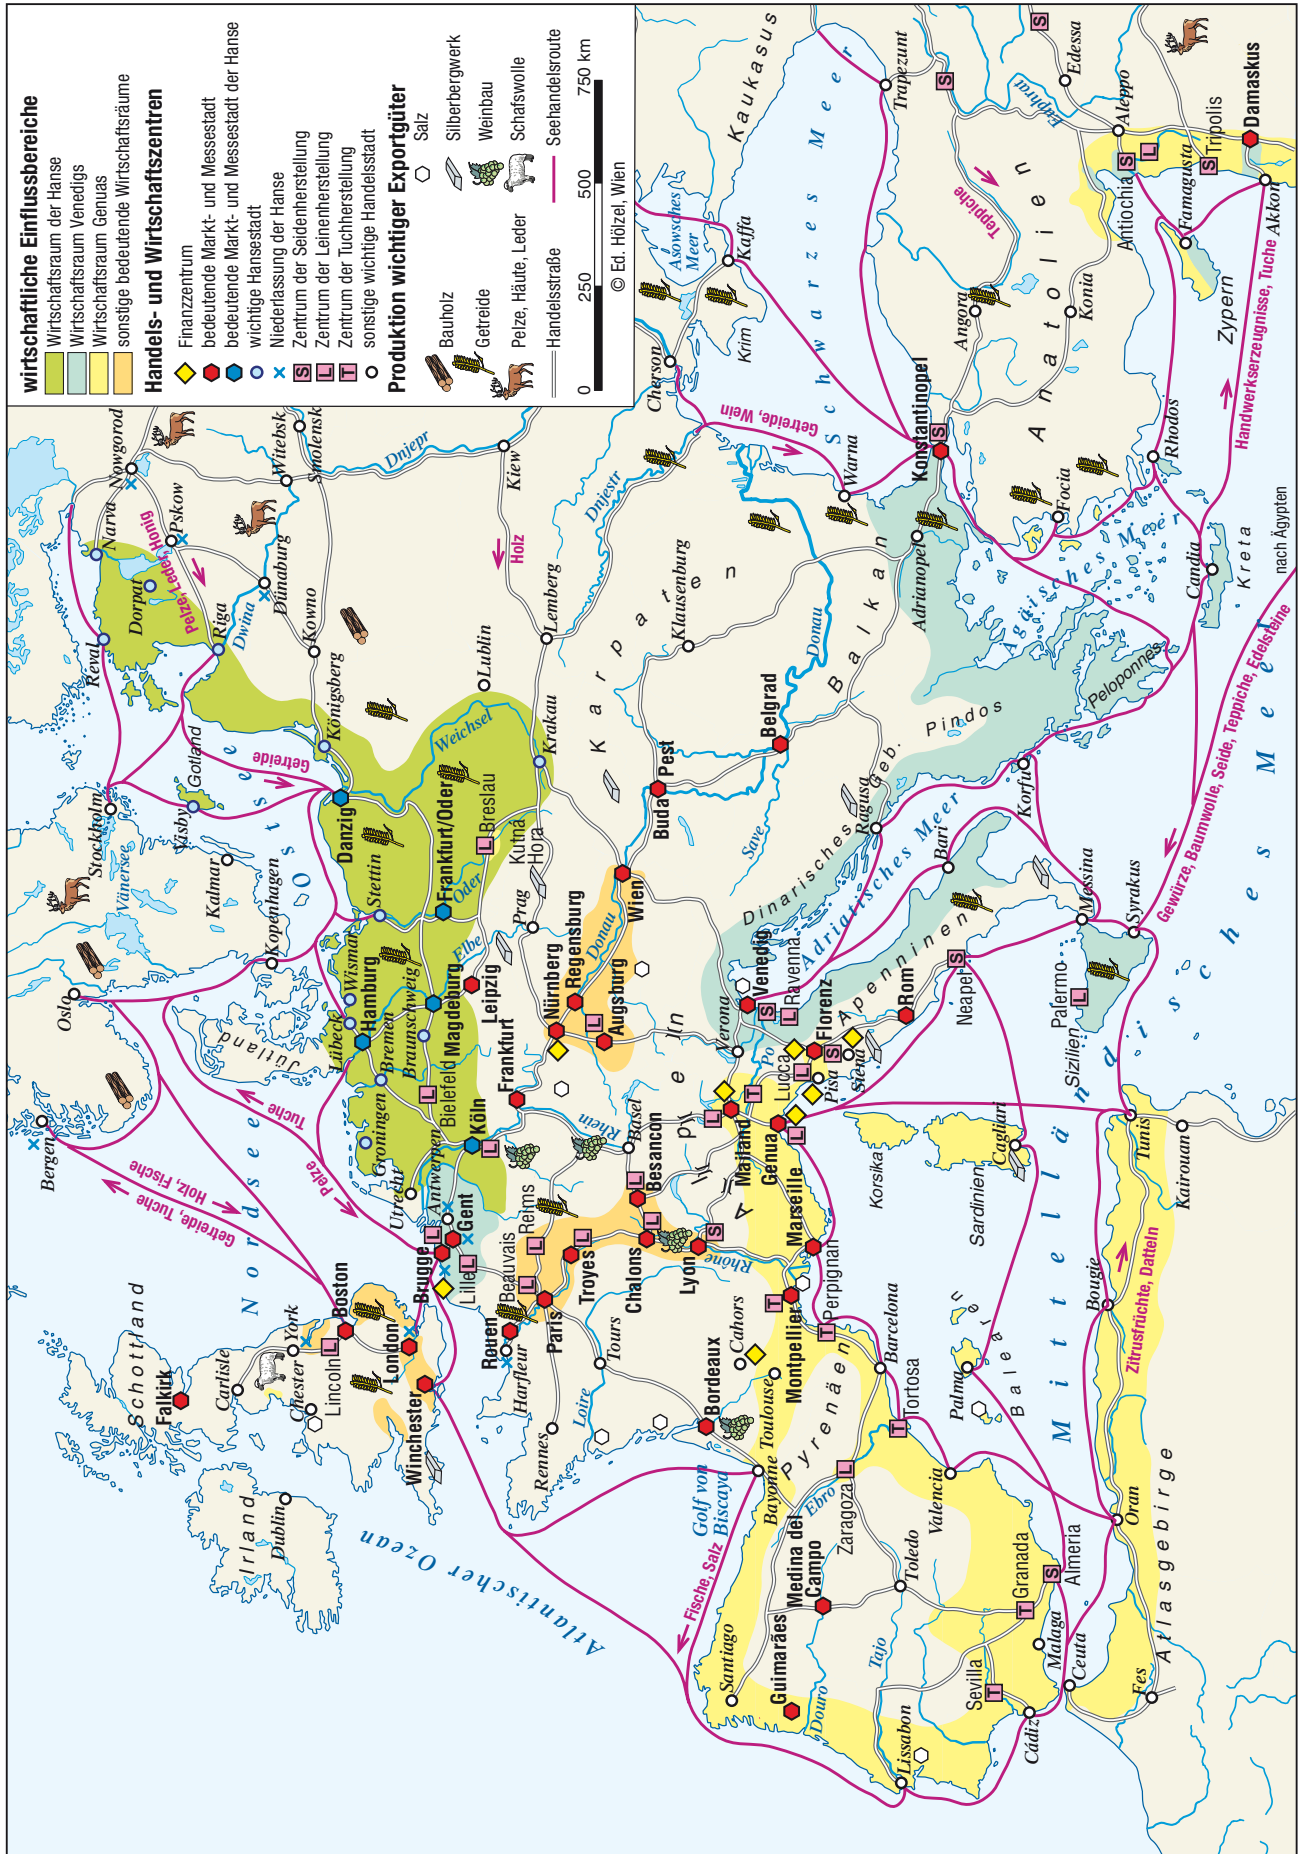 wirtschaftliche Einflussbereiche
Wirtschaftsraum der Hanse
Wirtschaftsraum Venedigs
Wirtschaftsraum Genuas
sonstige bedeutende Wirtschaftsräume
Handels- und Wirtschaftszentren
Finanzzentrum
bedeutende Markt- und Messestadt
bedeutende Markt- und Messestadt der Hanse
wichtige Hansestadt
Niederlassung der Hanse
S Zentrum der Seidenherstellung
L Zentrum der Leinenherstellung
T Zentrum der Tuchherstellung
sonstige wichtige Handelsstadt
Produktion wichtiger Exportgüter
Bauholz
Salz
Getreide
Silberbergwerk
Pelze, Häute, Leder
Weinbau
Schafswolle
Handelsstraße
Seehandelsroute
0 250 500 750 km
© Ed. Hölzel, Wien
Bergen
Oslo
Stockholm
Vänersee
Reval
Narva
Nowgorod
Dorpat
Pskow
Pelze, Leder, Honig
Riga
Dwina
Dünaburg
Witebsk
Smolensk
Dnjepr
Kowno
Königsberg
Gotland
Visby
Kalmar
Ostsee
Getreide
Kopenhagen
Jütland
Nordsee
Holz, Fische
Getreide, Tuche
Tuche
Pelze
Schottland
Falkirk
Carlisle
York
Chester
Lincoln
Boston
London
Winchester
Irland
Dublin
Atlantischer Ozean
Danzig
Stettin
Wismar
Lübeck
Hamburg
Bremen
Groningen
Braunschweig
Magdeburg
Bielefeld
Köln
Utrecht
Antwerpen
Brugge
Gent
Lille
Frankfurt/Oder
Oder
Elbe
Leipzig
Breslau
Weichsel
Lublin
Krakau
Kutná
Hora
Prag
Lemberg
Kiew
Holz
Dnjestr
Cherson
Krim
Asowsches
Meer
Kaffa
Kaukasus
Schwarzes Meer
Trapezunt
Getreide, Wein
Warna
Konstantinopel
Adrianopel
Karpaten
Klausenburg
Donau
Balkan
Belgrad
Buda
Pest
Save
Wien
Regensburg
Donau
Nürnberg
Augsburg
Frankfurt
Rhein
Basel
Besancon
Reims
Beauvais
Rouen
Harfleur
Paris
Troyes
Chalons
Lyon
Rhône
Tours
Loire
Rennes
Bordeaux
Cahors
Toulouse
Montpellier
Marseille
Perpignan
Golf von
Biscaya
Bayonne
Pyrenäen
Fische, Salz
Santiago
Guimarães
Douro
Medina del
Campo
Zaragoza
Ebro
Tortosa
Barcelona
Valencia
Toledo
Tajo
Lissabon
Sevilla
Granada
Almeria
Malaga
Cádiz
Ceuta
Fes
Atlasgebirge
Oran
Bougie
Zitrusfrüchte, Datteln
Tunis
Kairouan
Palma
Balearen
Korsika
Sardinien
Cagliari
Mittelländisches Meer
Alpen
Mailand
Genua
Verona
Venedig
Ravenna
Po
Lucca
Pisa
Florenz
Siena
Apenninen
Rom
Neapel
Bari
Adriatisches Meer
Dinarisches Geb.
Ragusa
Pindos
Korfu
Peloponnes
Ägäisches Meer
Sizilien
Palermo
Messina
Syrakus
Gewürze, Baumwolle, Seide, Teppiche, Edelsteine
Candia
Kreta
nach Ägypten
Rhodos
Focia
Anatolien
Angora
Konia
Teppiche
Euphrat
Edessa
Aleppo
Antiochia
Tripolis
Damaskus
Akkon
Famagusta
Zypern
Handwerkserzeugnisse, Tuche